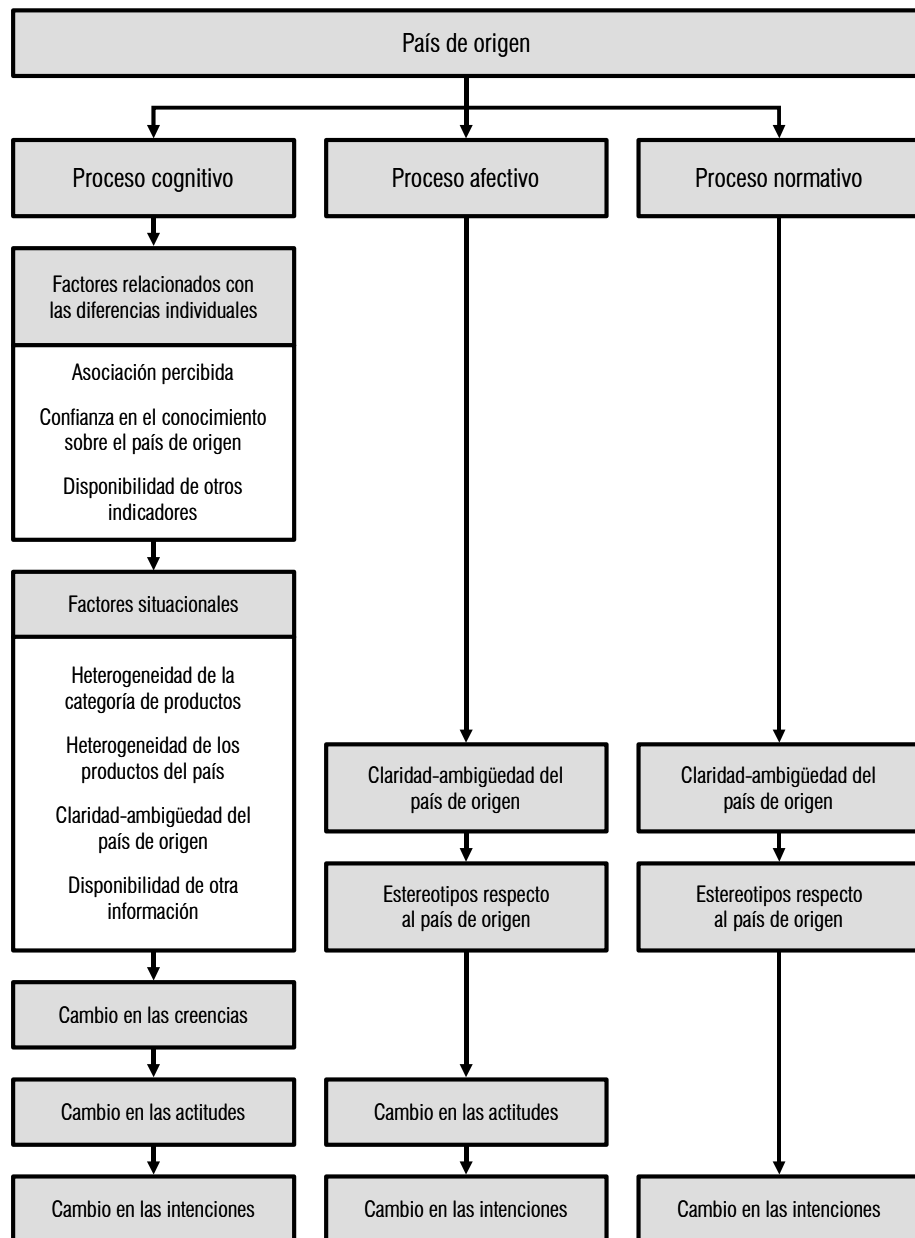 País de origen
Proceso cognitivo
Proceso afectivo
Proceso normativo
Factores relacionados con
las diferencias individuales
Asociación percibida
Confianza en el conocimiento
sobre el país de origen
Disponibilidad de otros
indicadores
Factores situacionales
Heterogeneidad de la
categoría de productos
Heterogeneidad de los
productos del país
Claridad-ambigüedad del
país de origen
Disponibilidad de otra
información
Cambio en las creencias
Cambio en las actitudes
Cambio en las intenciones
Claridad-ambigüedad del
país de origen
Estereotipos respecto
al país de origen
Cambio en las actitudes
Cambio en las intenciones
Claridad-ambigüedad del
país de origen
Estereotipos respecto
al país de origen
Cambio en las intenciones